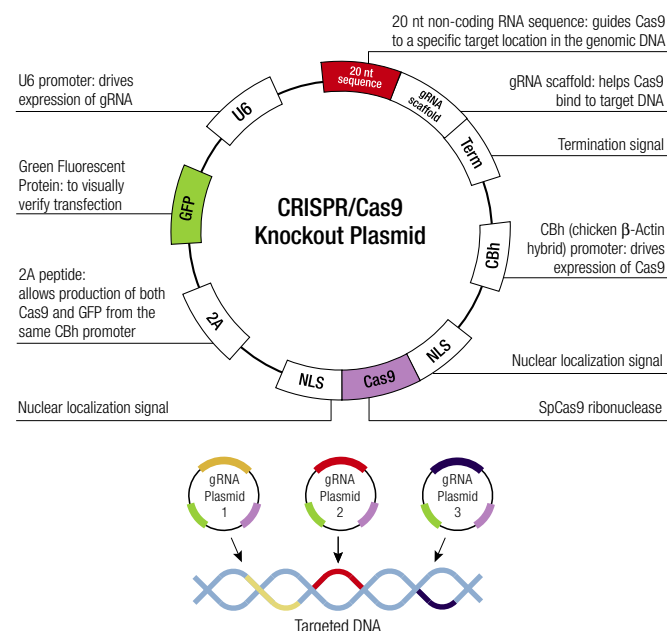 20 nt non-coding RNA sequence: guides Cas9
to a specific target location in the genomic DNA
U6 promoter: drives
expression of gRNA
gRNA scaffold: helps Cas9
bind to target DNA
Termination signal
Green Fluorescent
Protein: to visually
verify transfection
CBh (chicken β-Actin
hybrid) promoter: drives
expression of Cas9
2A peptide:
allows production of both
Cas9 and GFP from the
same CBh promoter
Nuclear localization signal
Nuclear localization signal
SpCas9 ribonuclease
20 nt
sequence
gRNA
scaffold
Term
CBh
NLS
Cas9
NLS
2A
GFP
U6
CRISPR/Cas9
Knockout Plasmid
gRNA
Plasmid
1
gRNA
Plasmid
2
gRNA
Plasmid
3
Targeted DNA